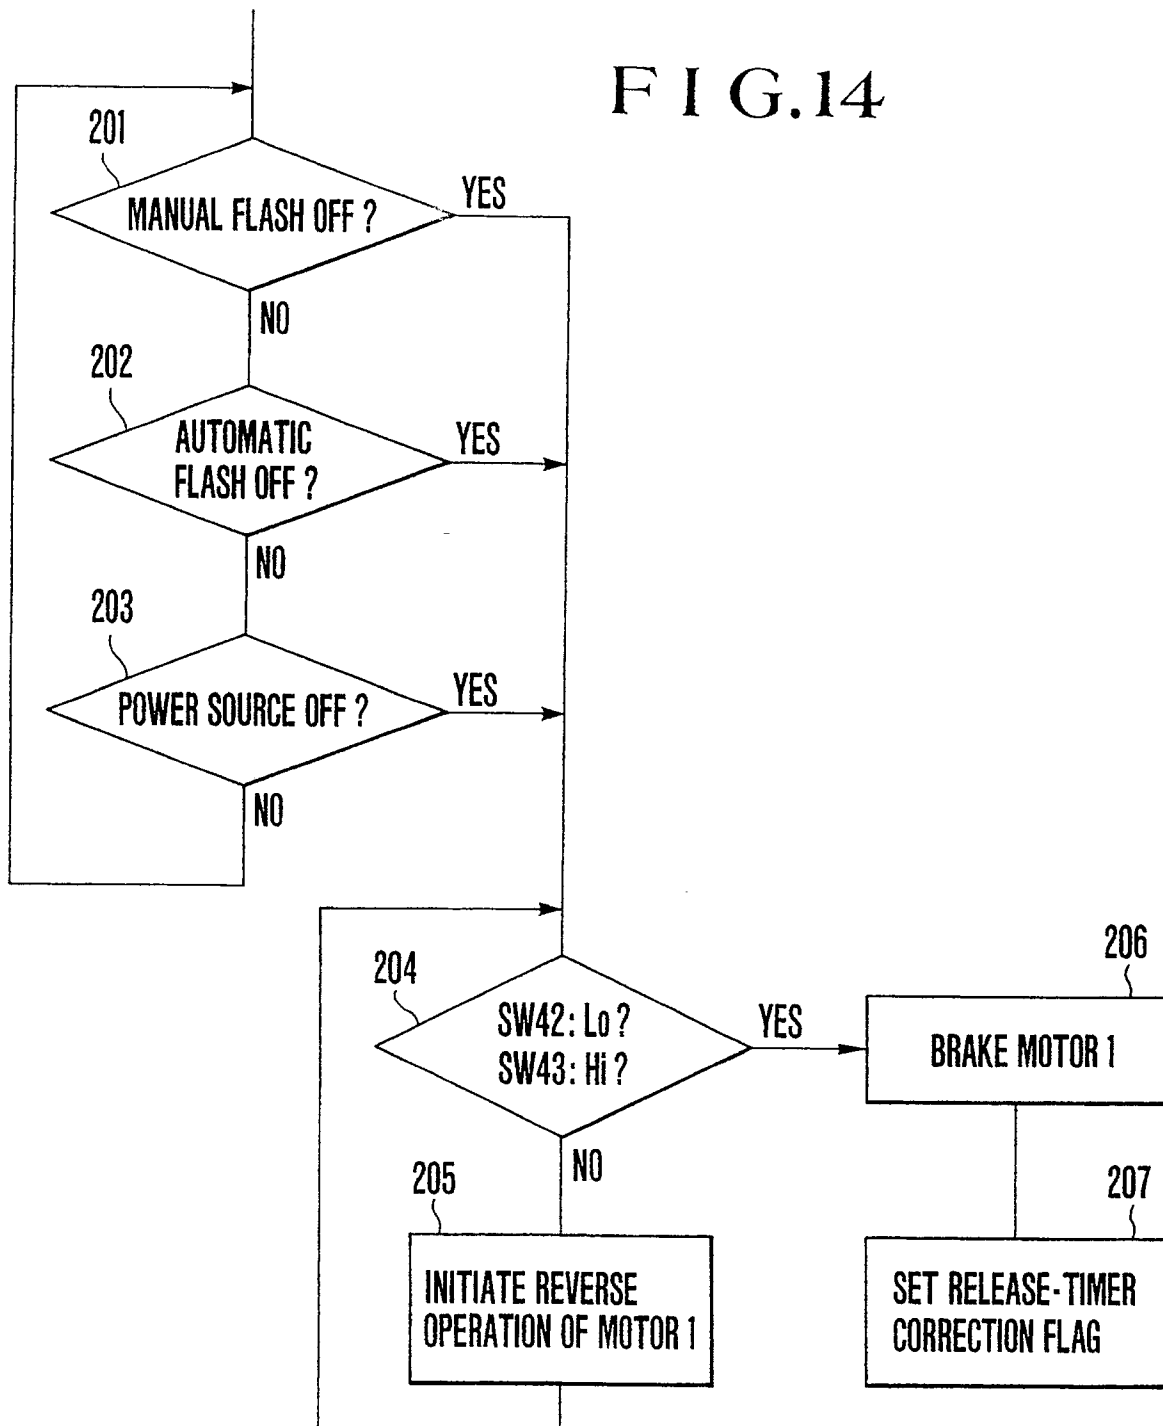 FIG.14
201
MANUAL FLASH OFF ?
YES
NO
202
AUTOMATIC
FLASH OFF ?
YES
NO
203
POWER SOURCE OFF ?
YES
NO
204
SW42: Lo ?
SW43: Hi ?
YES
NO
206
BRAKE MOTOR 1
205
INITIATE REVERSE
OPERATION OF MOTOR 1
207
SET RELEASE-TIMER
CORRECTION FLAG